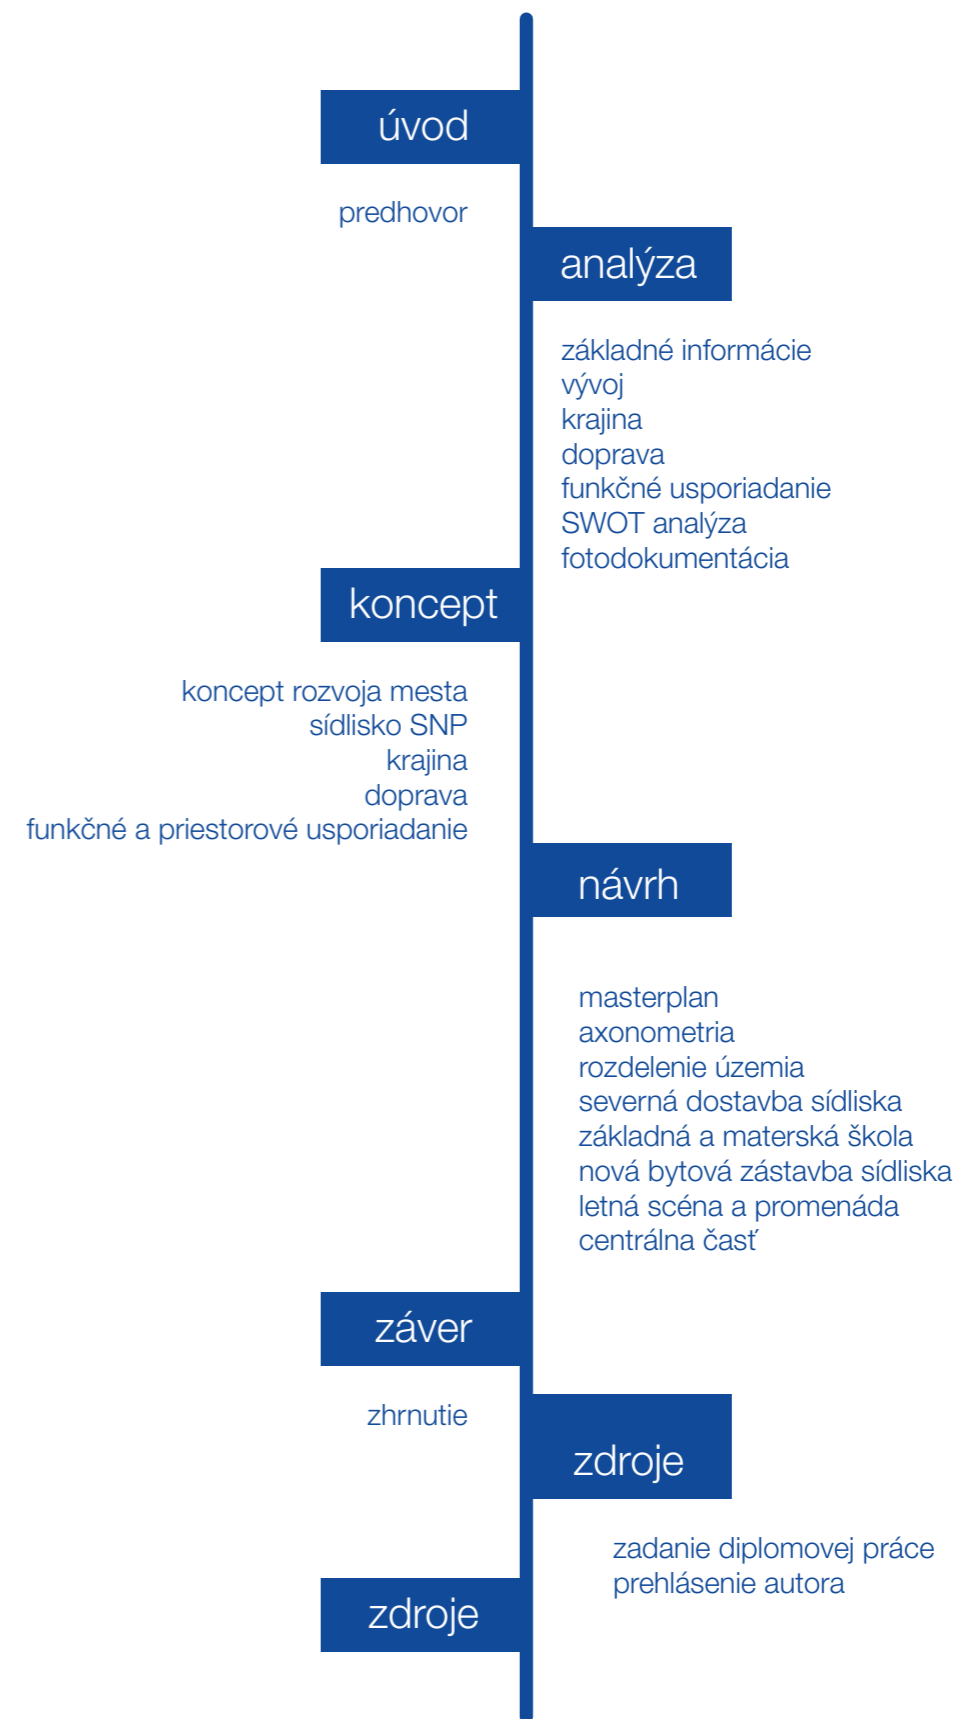 úvod
predhovor
analýza
základné informácie
vývoj
krajina
doprava
funkčné usporiadanie
SWOT analýza
fotodokumentácia
koncept
koncept rozvoja mesta
sídlisko SNP
krajina
doprava
funkčné a priestorové usporiadanie
návrh
masterplan
axonometria
rozdelenie územia
severná dostavba sídliska
základná a materská škola
nová bytová zástavba sídliska
letná scéna a promenáda
centrálna časť
záver
zhrnutie
zdroje
zadanie diplomovej práce
prehlásenie autora
zdroje